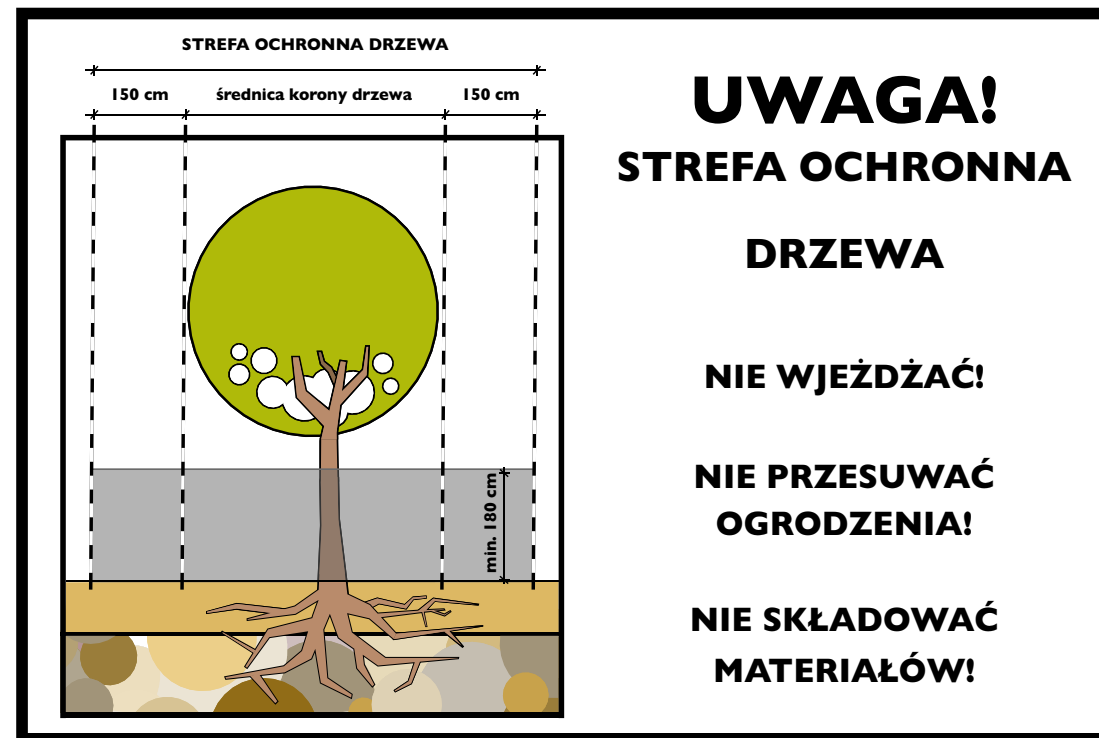 STREFA OCHRONNA DRZEWA
150 cm
średnica korony drzewa
150 cm
min. 180 cm
UWAGA!
STREFA OCHRONNA
DRZEWA
NIE WJEŻDŻAĆ!
NIE PRZESUWAĆ
OGRODZENIA!
NIE SKŁADOWAĆ
MATERIAŁÓW!